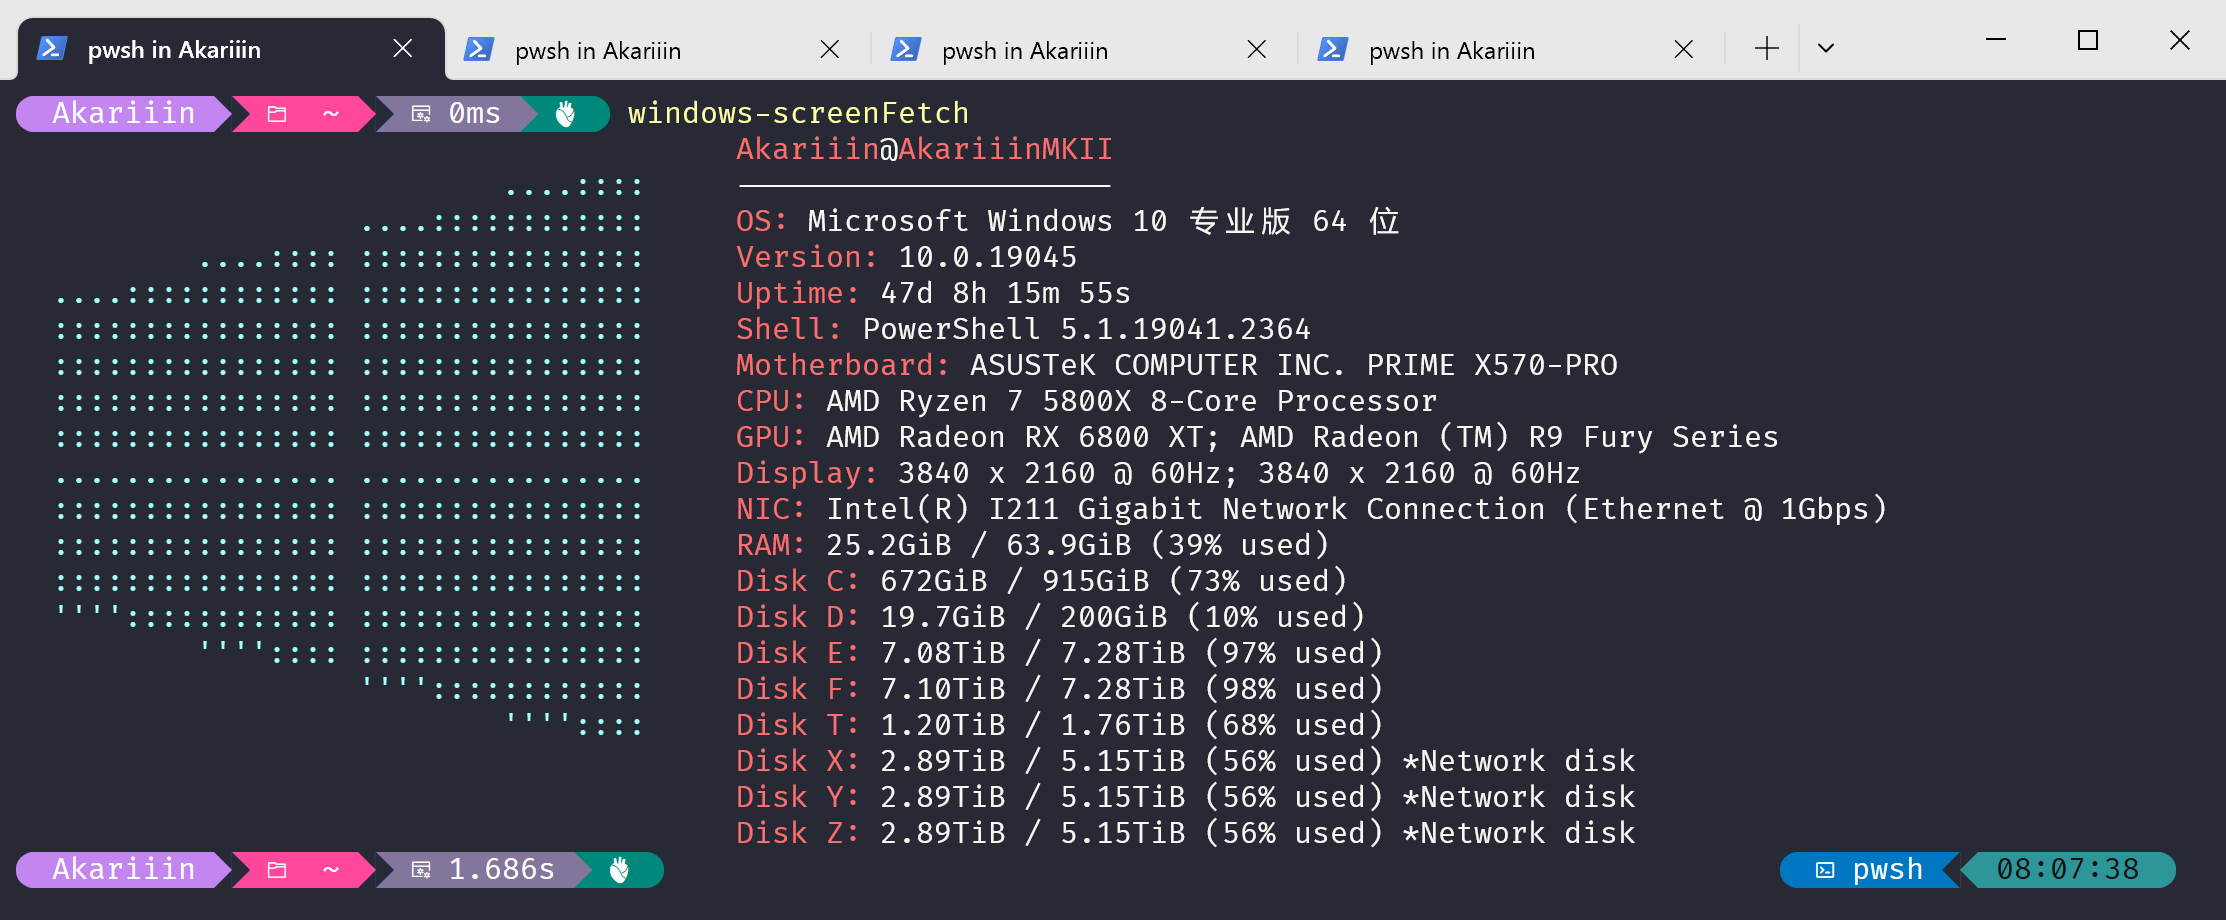 pwsh in Akariiin
pwsh in Akariiin
pwsh in Akariiin
pwsh in Akariiin
Akariiin ~ 0ms windows-screenFetch
Akariiin@AkariiinMKII
OS: Microsoft Windows 10 专业版 64 位
Version: 10.0.19045
Uptime: 47d 8h 15m 55s
Shell: PowerShell 5.1.19041.2364
Motherboard: ASUSTeK COMPUTER INC. PRIME X570-PRO
CPU: AMD Ryzen 7 5800X 8-Core Processor
GPU: AMD Radeon RX 6800 XT; AMD Radeon (TM) R9 Fury Series
Display: 3840 x 2160 @ 60Hz; 3840 x 2160 @ 60Hz
NIC: Intel(R) I211 Gigabit Network Connection (Ethernet @ 1Gbps)
RAM: 25.2GiB / 63.9GiB (39% used)
Disk C: 672GiB / 915GiB (73% used)
Disk D: 19.7GiB / 200GiB (10% used)
Disk E: 7.08TiB / 7.28TiB (97% used)
Disk F: 7.10TiB / 7.28TiB (98% used)
Disk T: 1.20TiB / 1.76TiB (68% used)
Disk X: 2.89TiB / 5.15TiB (56% used) *Network disk
Disk Y: 2.89TiB / 5.15TiB (56% used) *Network disk
Disk Z: 2.89TiB / 5.15TiB (56% used) *Network disk
Akariiin ~ 1.686s pwsh 08:07:38